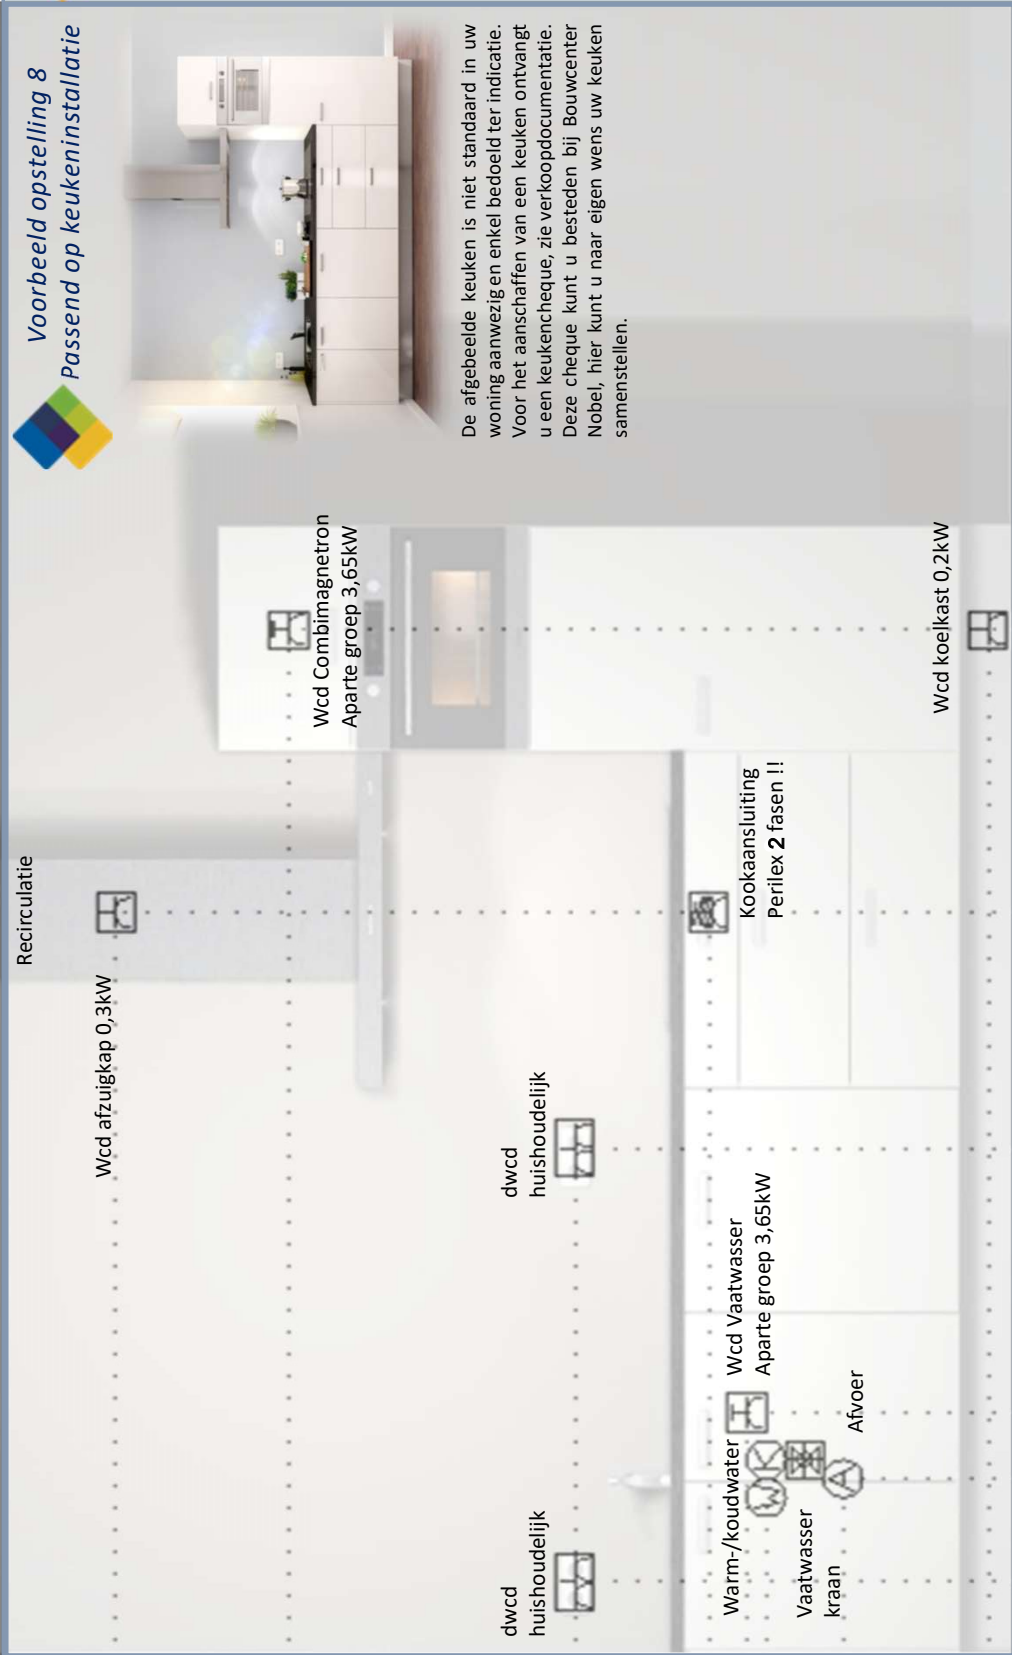 Voorbeeld opstelling 8
Passend op keukeninstallatie
De afgebeelde keuken is niet standaard in uw
woning aanwezig en enkel bedoeld ter indicatie.
Voor het aanschaffen van een keuken ontvangt
u een keukencheque, zie verkoopdocumentatie.
Deze cheque kunt u besteden bij Bouwcenter
Nobel, hier kunt u naar eigen wens uw keuken
samenstellen.
Recirculatie
Wcd afzuigkap 0,3kW
Wcd Combimagnetron
Aparte groep 3,65kW
dwcd
huishoudelijk
dwcd
huishoudelijk
Kookaansluiting
Perilex 2 fasen !!
Wcd Vaatwasser
Aparte groep 3,65kW
Warm-/koudwater
W
K
Vaatwasser
kraan
A
Afvoer
Wcd koelkast 0,2kW